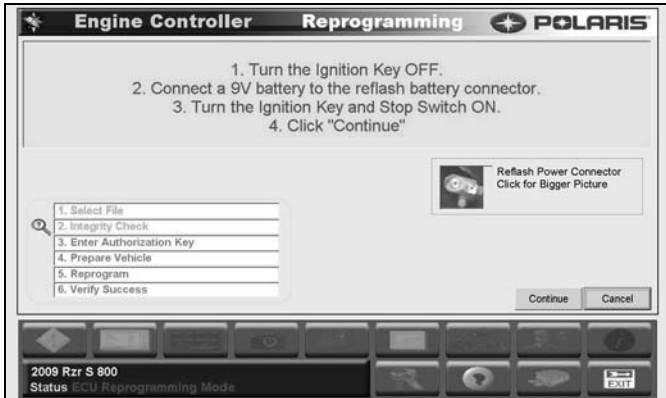 Engine Controller Reprogramming POLARIS
1. Turn the Ignition Key OFF.
2. Connect a 9V battery to the reflash battery connector.
3. Turn the Ignition Key and Stop Switch ON.
4. Click "Continue"
Reflash Power Connector
Click for Bigger Picture
1. Select File
2. Integrity Check
3. Enter Authorization Key
4. Prepare Vehicle
5. Reprogram
6. Verify Success
Continue Cancel
2009 Rzr S 800
Status ECU Reprogramming Mode
EXIT